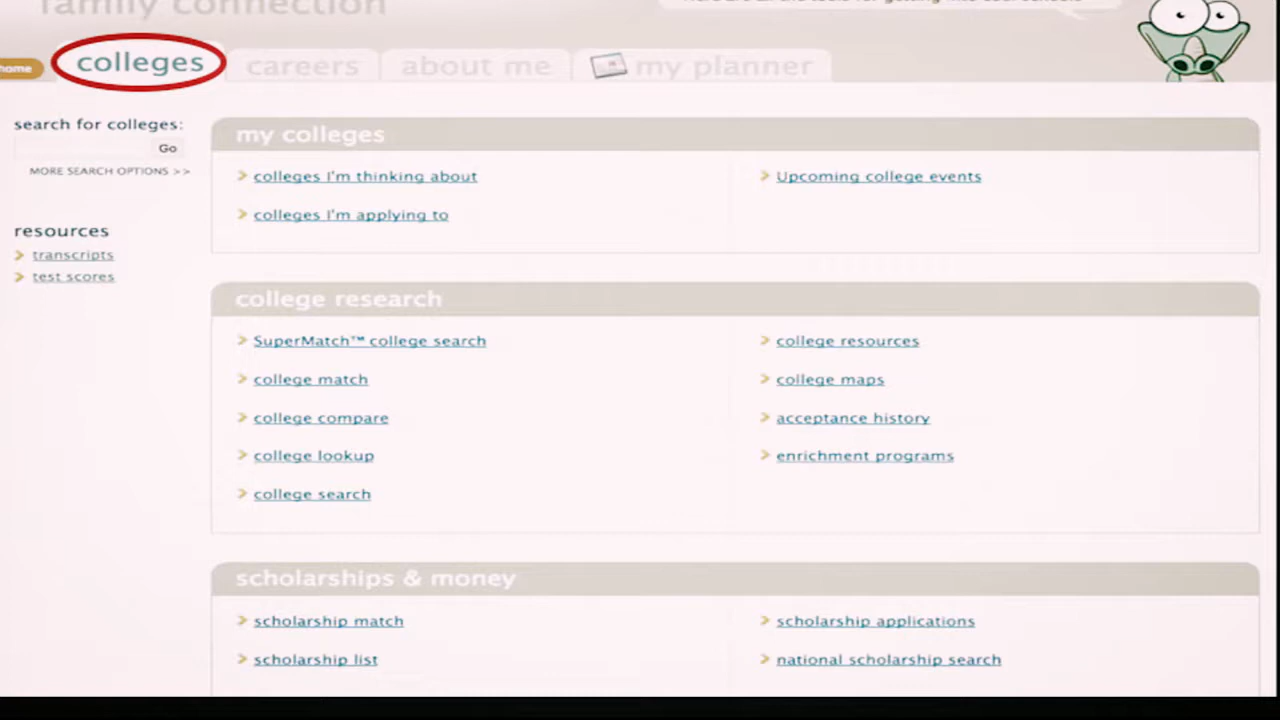 family connection
home
colleges
careers
about me
my planner
search for colleges:
Go
MORE SEARCH OPTIONS >>
resources
transcripts
test scores
my colleges
colleges I'm thinking about
Upcoming college events
colleges I'm applying to
college research
SuperMatch™ college search
college resources
college match
college maps
college compare
acceptance history
college lookup
enrichment programs
college search
scholarships & money
scholarship match
scholarship applications
scholarship list
national scholarship search